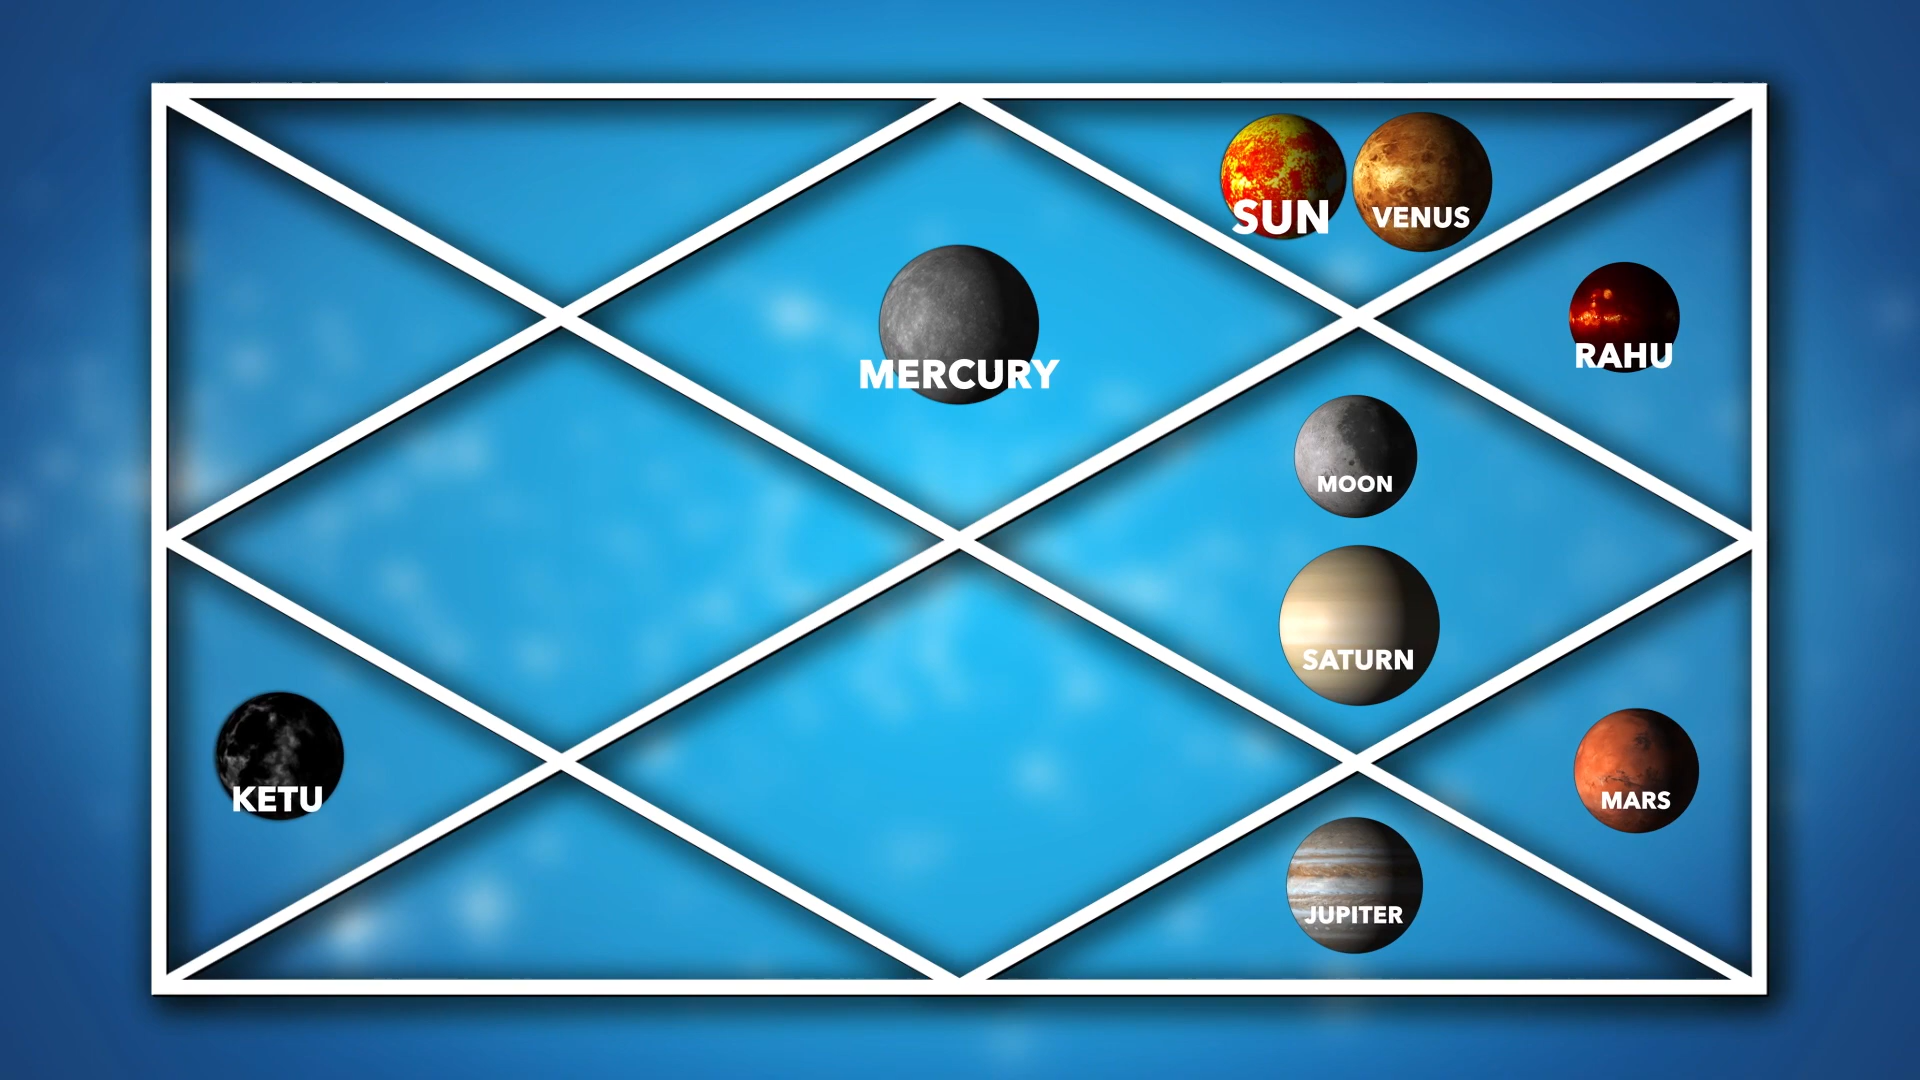 SUN
VENUS
RAHU
MERCURY
MOON
SATURN
KETU
MARS
JUPITER